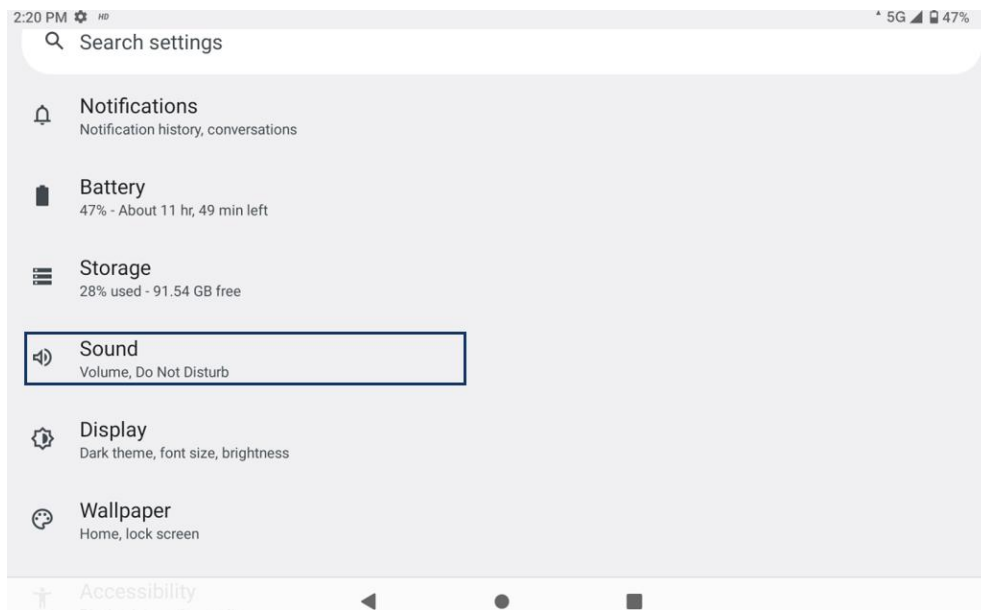 2:20 PM HD 5G 47%
Search settings
Notifications
Notification history, conversations
Battery
47% - About 11 hr, 49 min left
Storage
28% used - 91.54 GB free
Sound
Volume, Do Not Disturb
Display
Dark theme, font size, brightness
Wallpaper
Home, lock screen
Accessibility